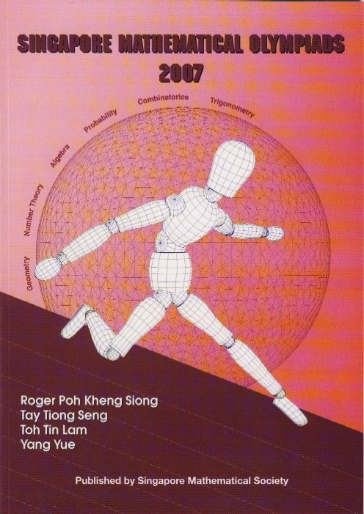 SINGAPORE MATHEMATICAL OLYMPIADS
2007
Geometry
Number Theory
Algebra
Probability
Combinatorics
Trigonometry
Roger Poh Kheng Siong
Tay Tiong Seng
Toh Tin Lam
Yang Yue
Published by Singapore Mathematical Society